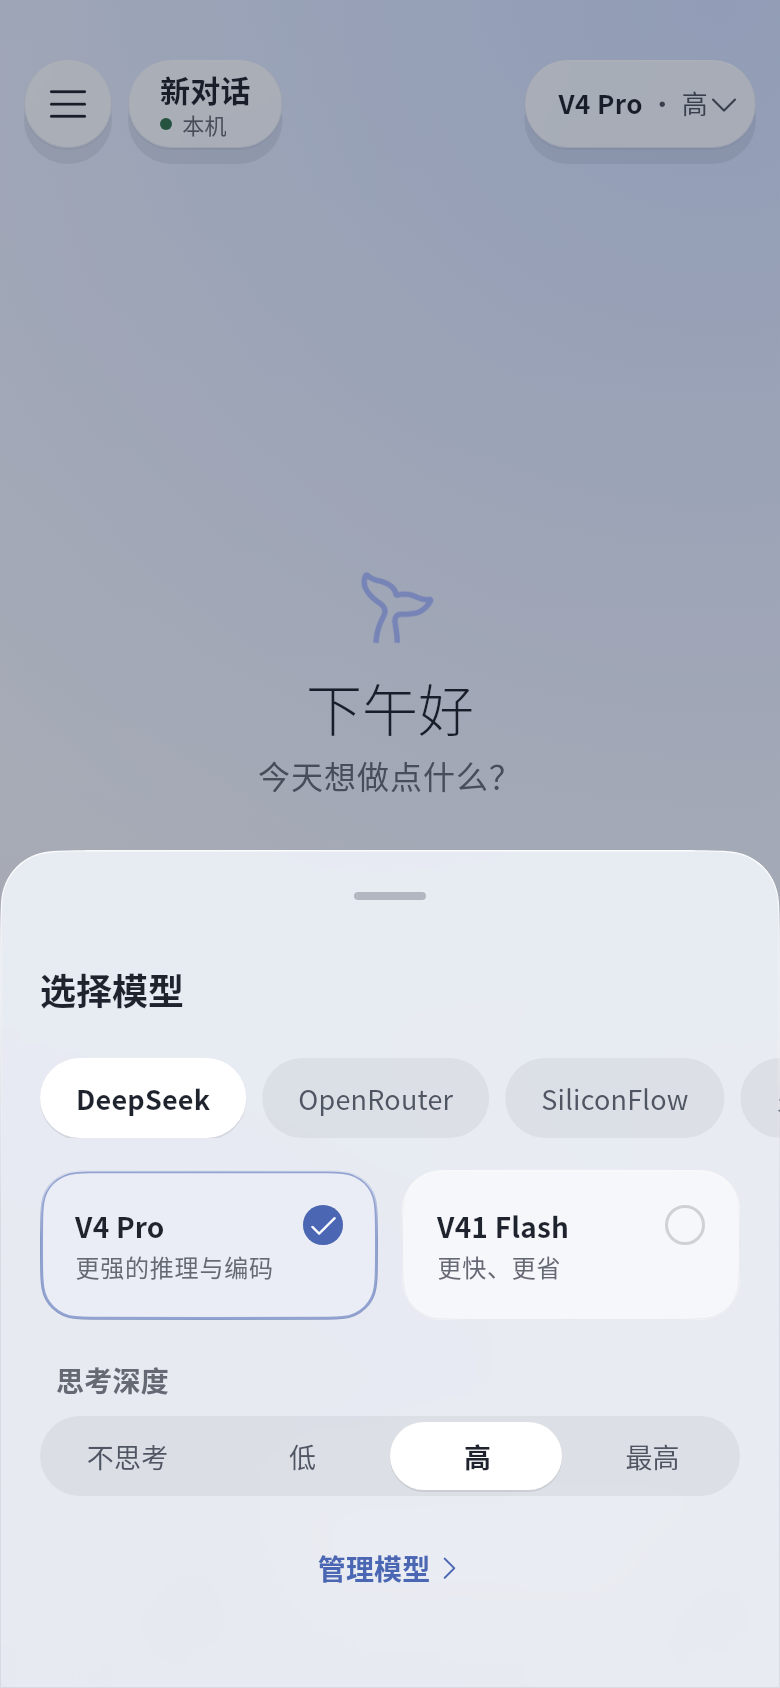 新对话
本机
V4 Pro · 高
下午好
今天想做点什么?
选择模型
DeepSeek
OpenRouter
SiliconFlow
V4 Pro
更强的推理与编码
V41 Flash
更快、更省
思考深度
不思考
低
高
最高
管理模型